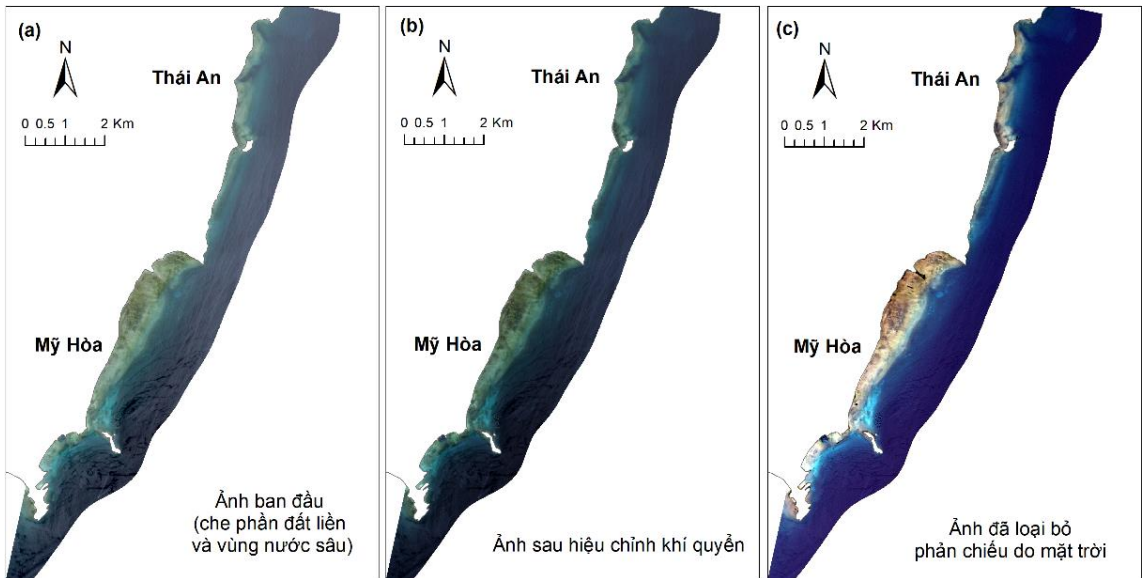 (a)
N
Thái An
0 0.5 1 2 Km
Mỹ Hòa
Ảnh ban đầu
(che phần đất liền
và vùng nước sâu)
(b)
N
Thái An
0 0.5 1 2 Km
Mỹ Hòa
Ảnh sau hiệu chỉnh khí quyển
(c)
N
Thái An
0 0.5 1 2 Km
Mỹ Hòa
Ảnh đã loại bỏ
phản chiếu do mặt trời